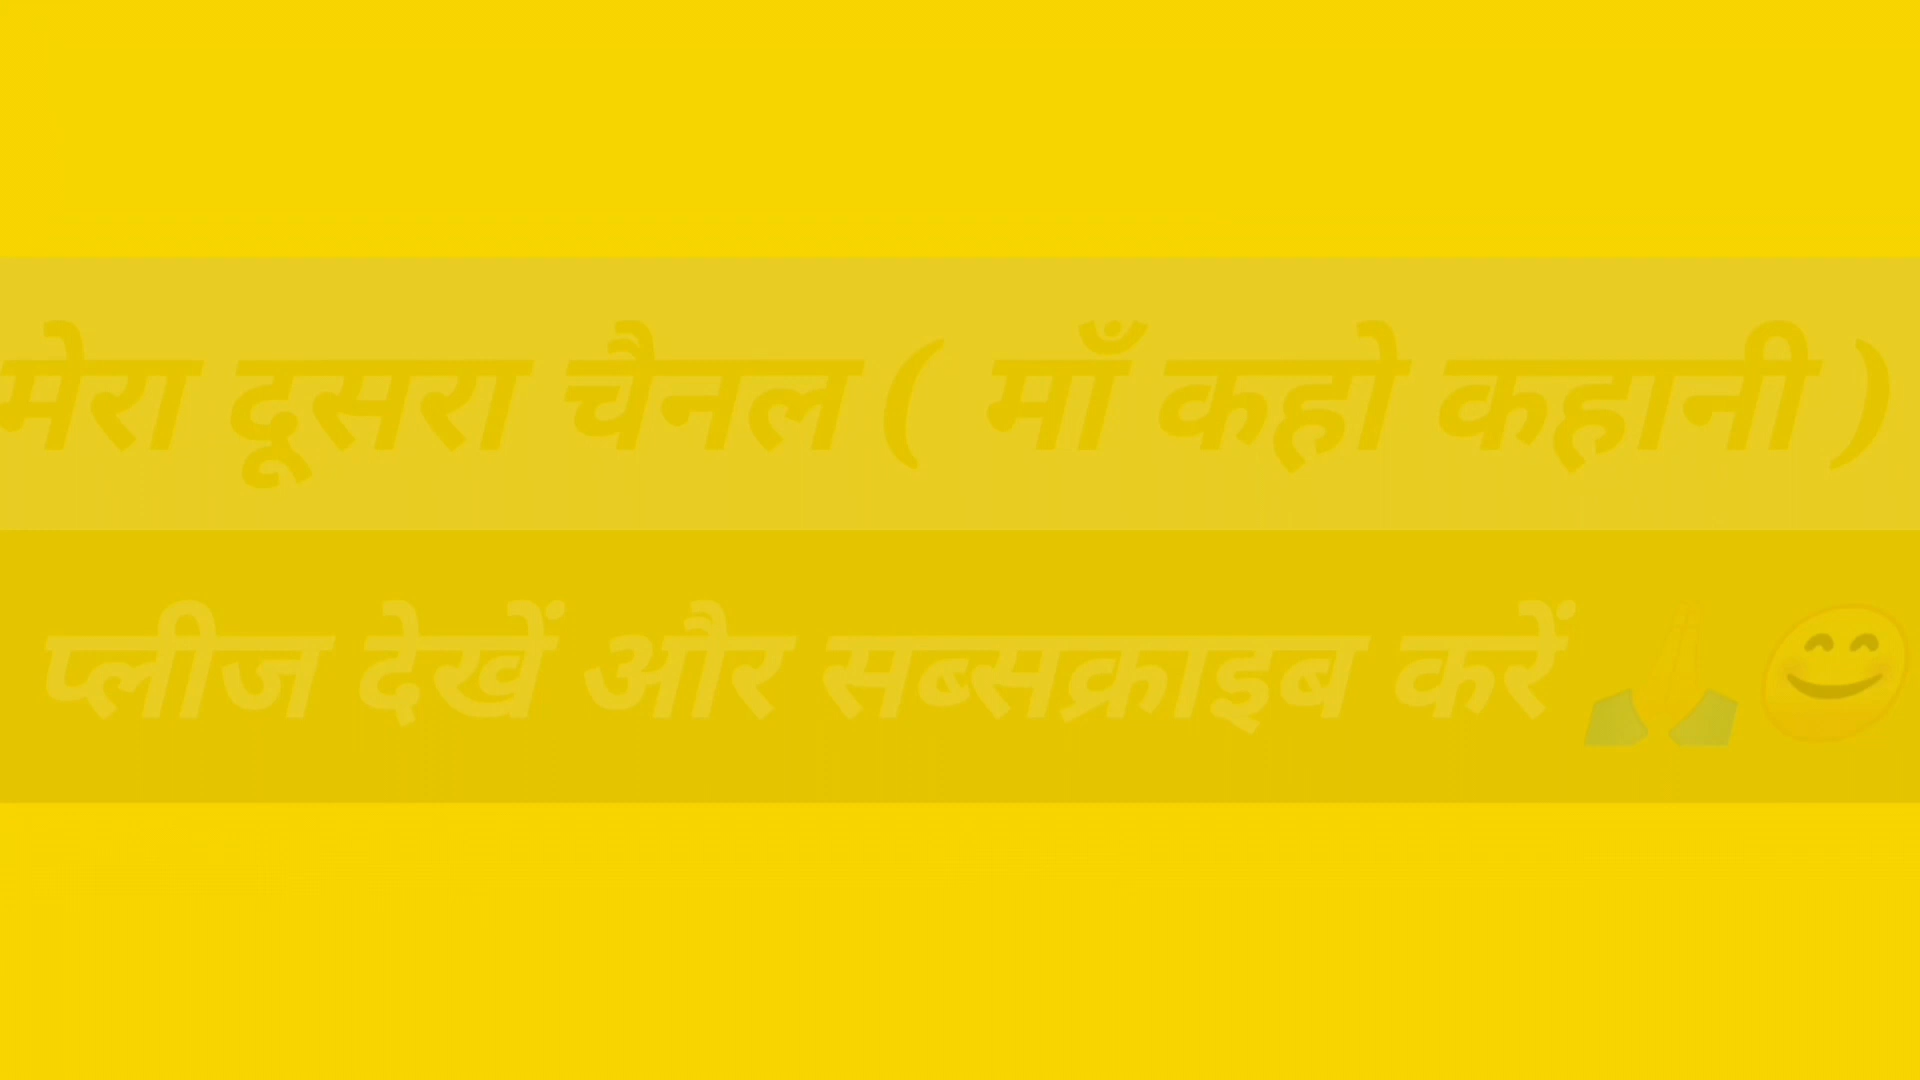 मेरा दूसरा चैनल ( माँ कहो कहानी )
प्लीज देखें और सब्सक्राइब करें 🙏😊